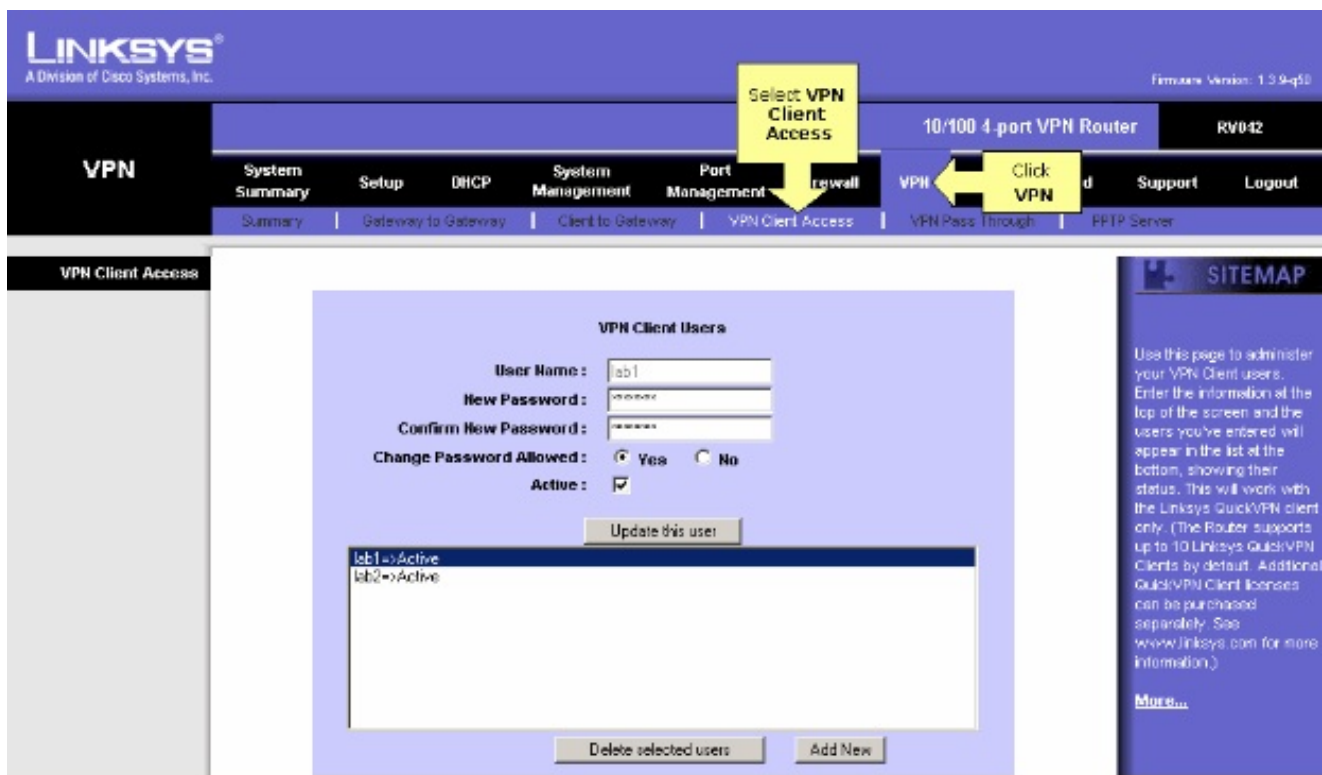 LINKSYS®
A Division of Cisco Systems, Inc.
Firmware Version: 1.3.9-q50
Select VPN
Client
Access
10/100 4-port VPN Router
RV042
VPN
System
Summary
Setup
DHCP
System
Management
Port
Management
VPN
Click
VPN
Support
Logout
Summary | Gateway to Gateway | Client to Gateway | VPN Client Access | VPN Pass Through | PPTP Server
VPN Client Access
SITEMAP
VPN Client Users
User Name : lab1
New Password : *******
Confirm New Password : *******
Change Password Allowed : Yes No
Active :
Update this user
lab1=>Active
lab2=>Active
Delete selected users
Add New
Use this page to administer
your VPN Client users.
Enter the information at the
top of the screen and the
users you've entered will
appear in the list at the
bottom, showing their
status. This will work with
the Linksys QuickVPN client
only. (The Router supports
up to 10 Linksys QuickVPN
Clients by default. Additional
QuickVPN Client licenses
can be purchased
separately. See
www.linksys.com for more
information.)
More...